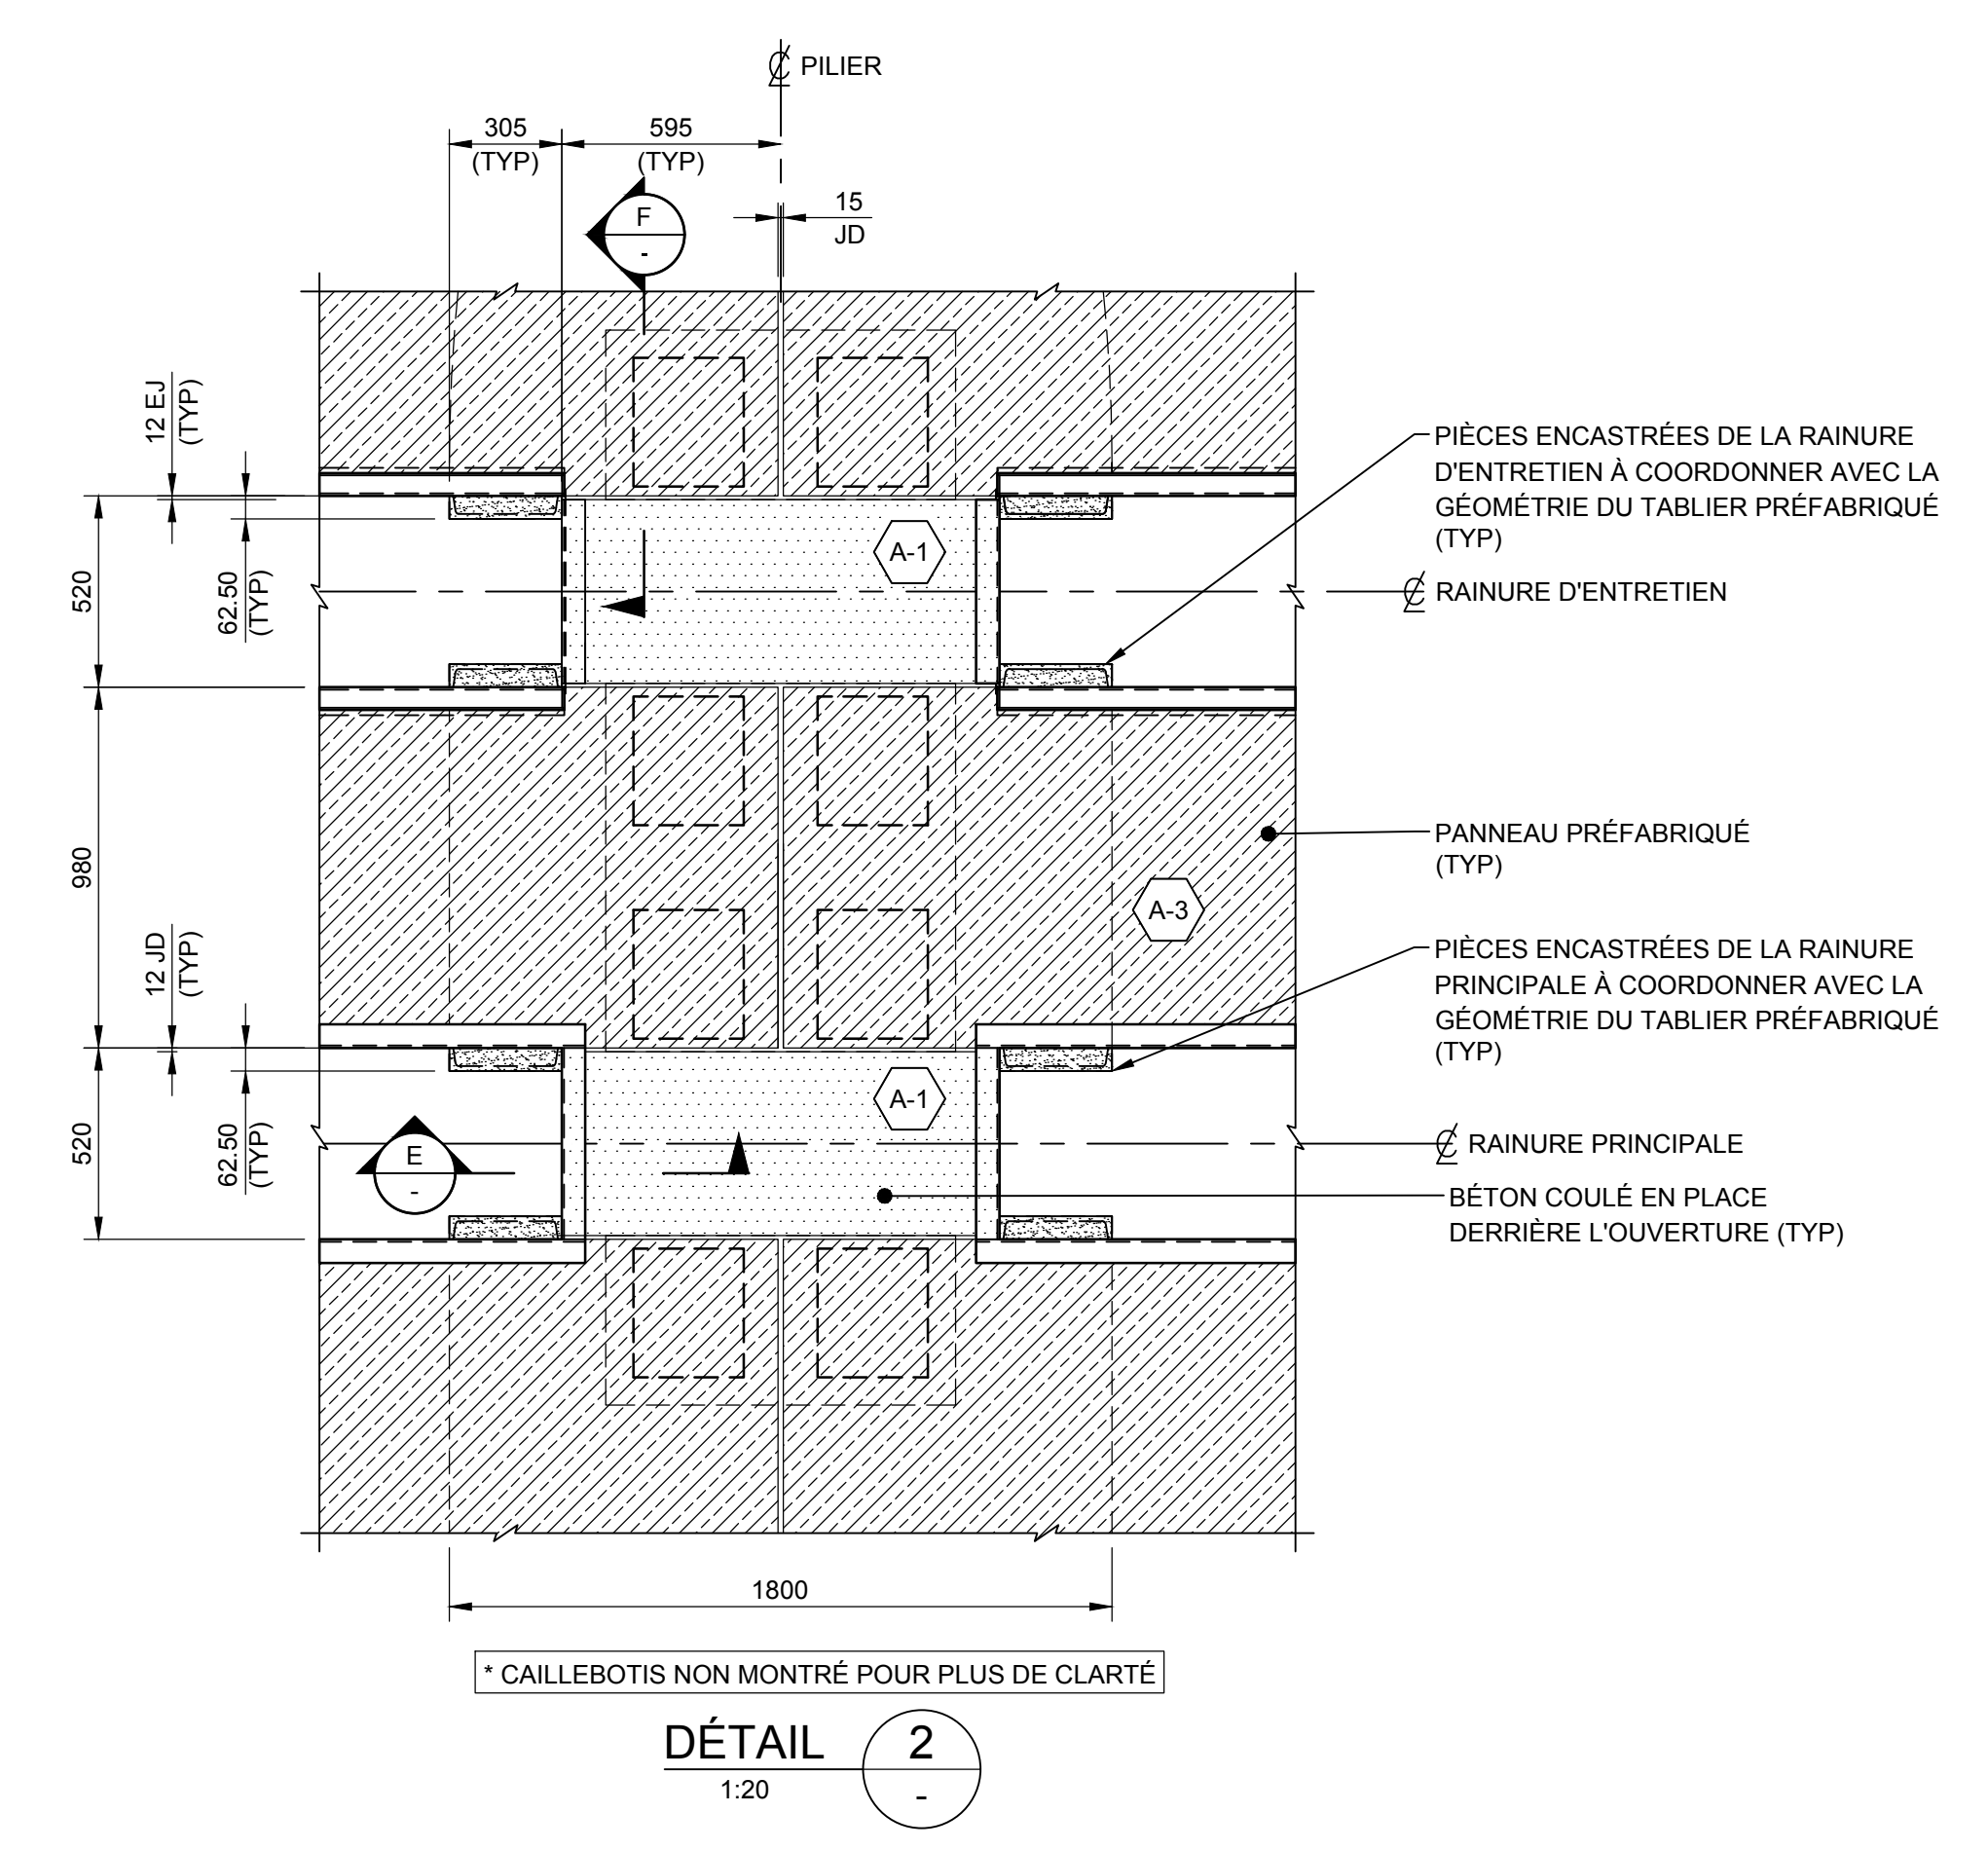 ℄ PILIER
305
(TYP)
595
(TYP)
15
JD
F
-
12 EJ
(TYP)
62.50
(TYP)
520
980
12 JD
(TYP)
62.50
(TYP)
520
A-1
PIÈCES ENCASTRÉES DE LA RAINURE
D'ENTRETIEN À COORDONNER AVEC LA
GÉOMÉTRIE DU TABLIER PRÉFABRIQUÉ
(TYP)
℄ RAINURE D'ENTRETIEN
PANNEAU PRÉFABRIQUÉ
(TYP)
A-3
PIÈCES ENCASTRÉES DE LA RAINURE
PRINCIPALE À COORDONNER AVEC LA
GÉOMÉTRIE DU TABLIER PRÉFABRIQUÉ
(TYP)
A-1
E
-
℄ RAINURE PRINCIPALE
BÉTON COULÉ EN PLACE
DERRIÈRE L'OUVERTURE (TYP)
1800
* CAILLEBOTIS NON MONTRÉ POUR PLUS DE CLARTÉ
DÉTAIL
1:20
2
-